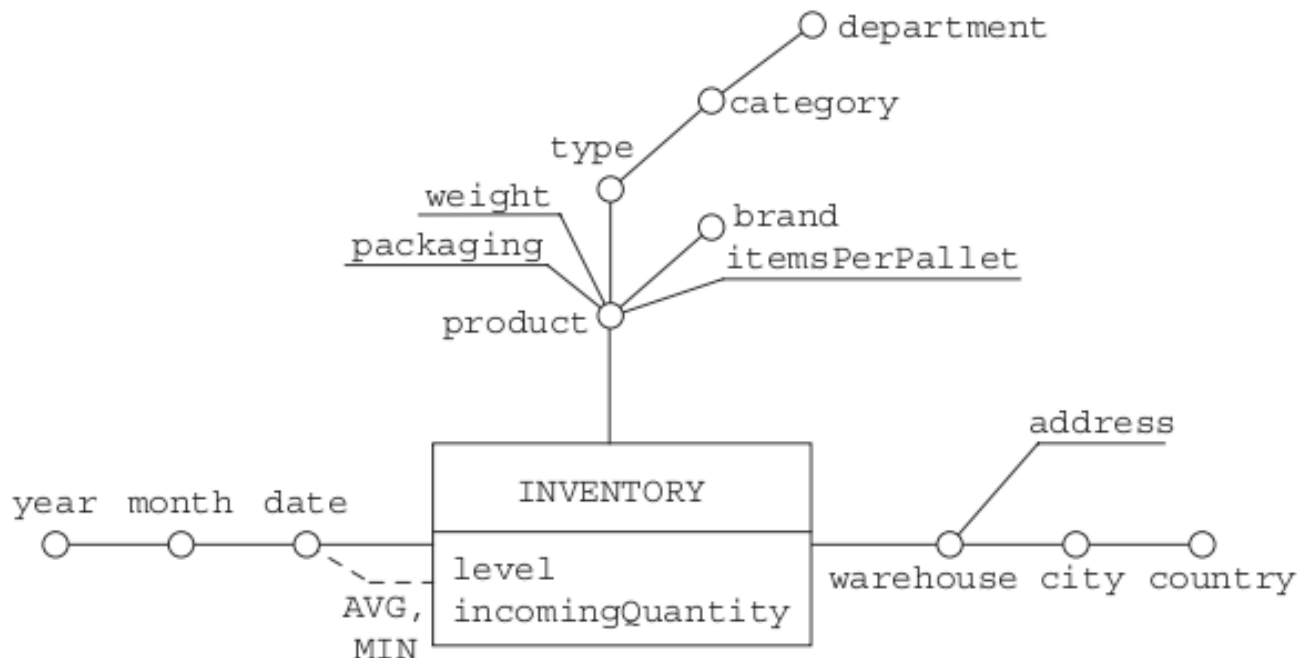 department
category
type
weight
brand
packaging
itemsPerPallet
product
address
INVENTORY
year month date
level
warehouse city country
AVG,
incomingQuantity
MIN